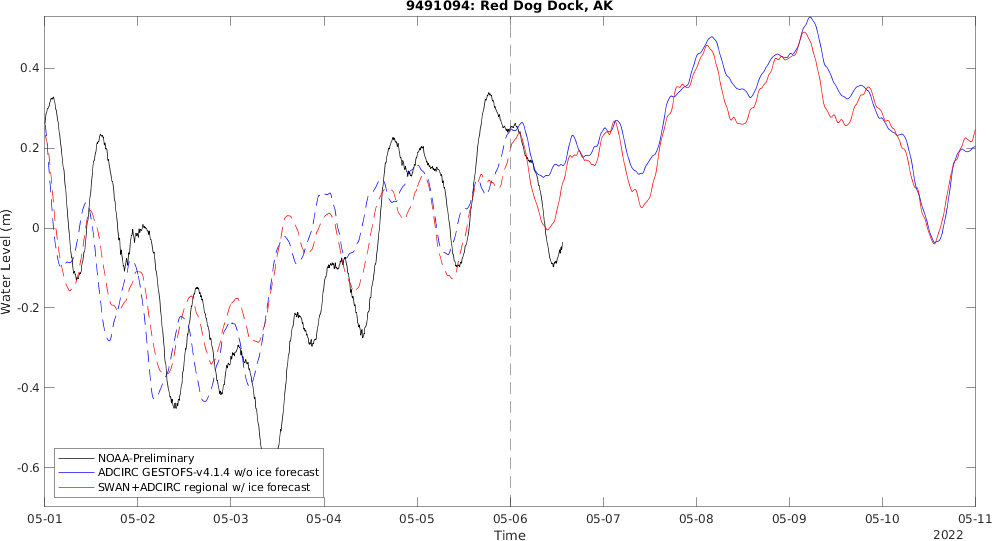 9491094: Red Dog Dock, AK
Water Level (m)
0.4
0.2
0
-0.2
-0.4
-0.6
NOAA-Preliminary
ADCIRC GESTOFS-v4.1.4 w/o ice forecast
SWAN+ADCIRC regional w/ ice forecast
05-01 05-02 05-03 05-04 05-05 05-06 05-07 05-08 05-09 05-10 05-11
Time
2022